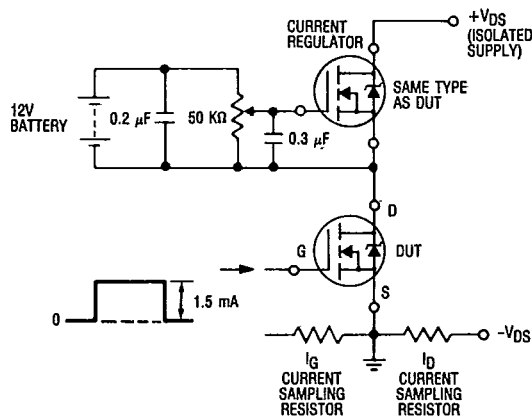 CURRENT
REGULATOR
+VDS
(ISOLATED
SUPPLY)
SAME TYPE
AS DUT
12V
BATTERY
0.2 μF
50 KΩ
0.3 μF
D
G
DUT
S
0
1.5 mA
-VDS
IG
CURRENT
SAMPLING
RESISTOR
ID
CURRENT
SAMPLING
RESISTOR